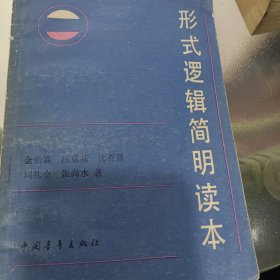 形式逻辑简明读本
金岳霖 汪奠基 沈有鼎
周礼全 张尚水 著
中国青年出版社